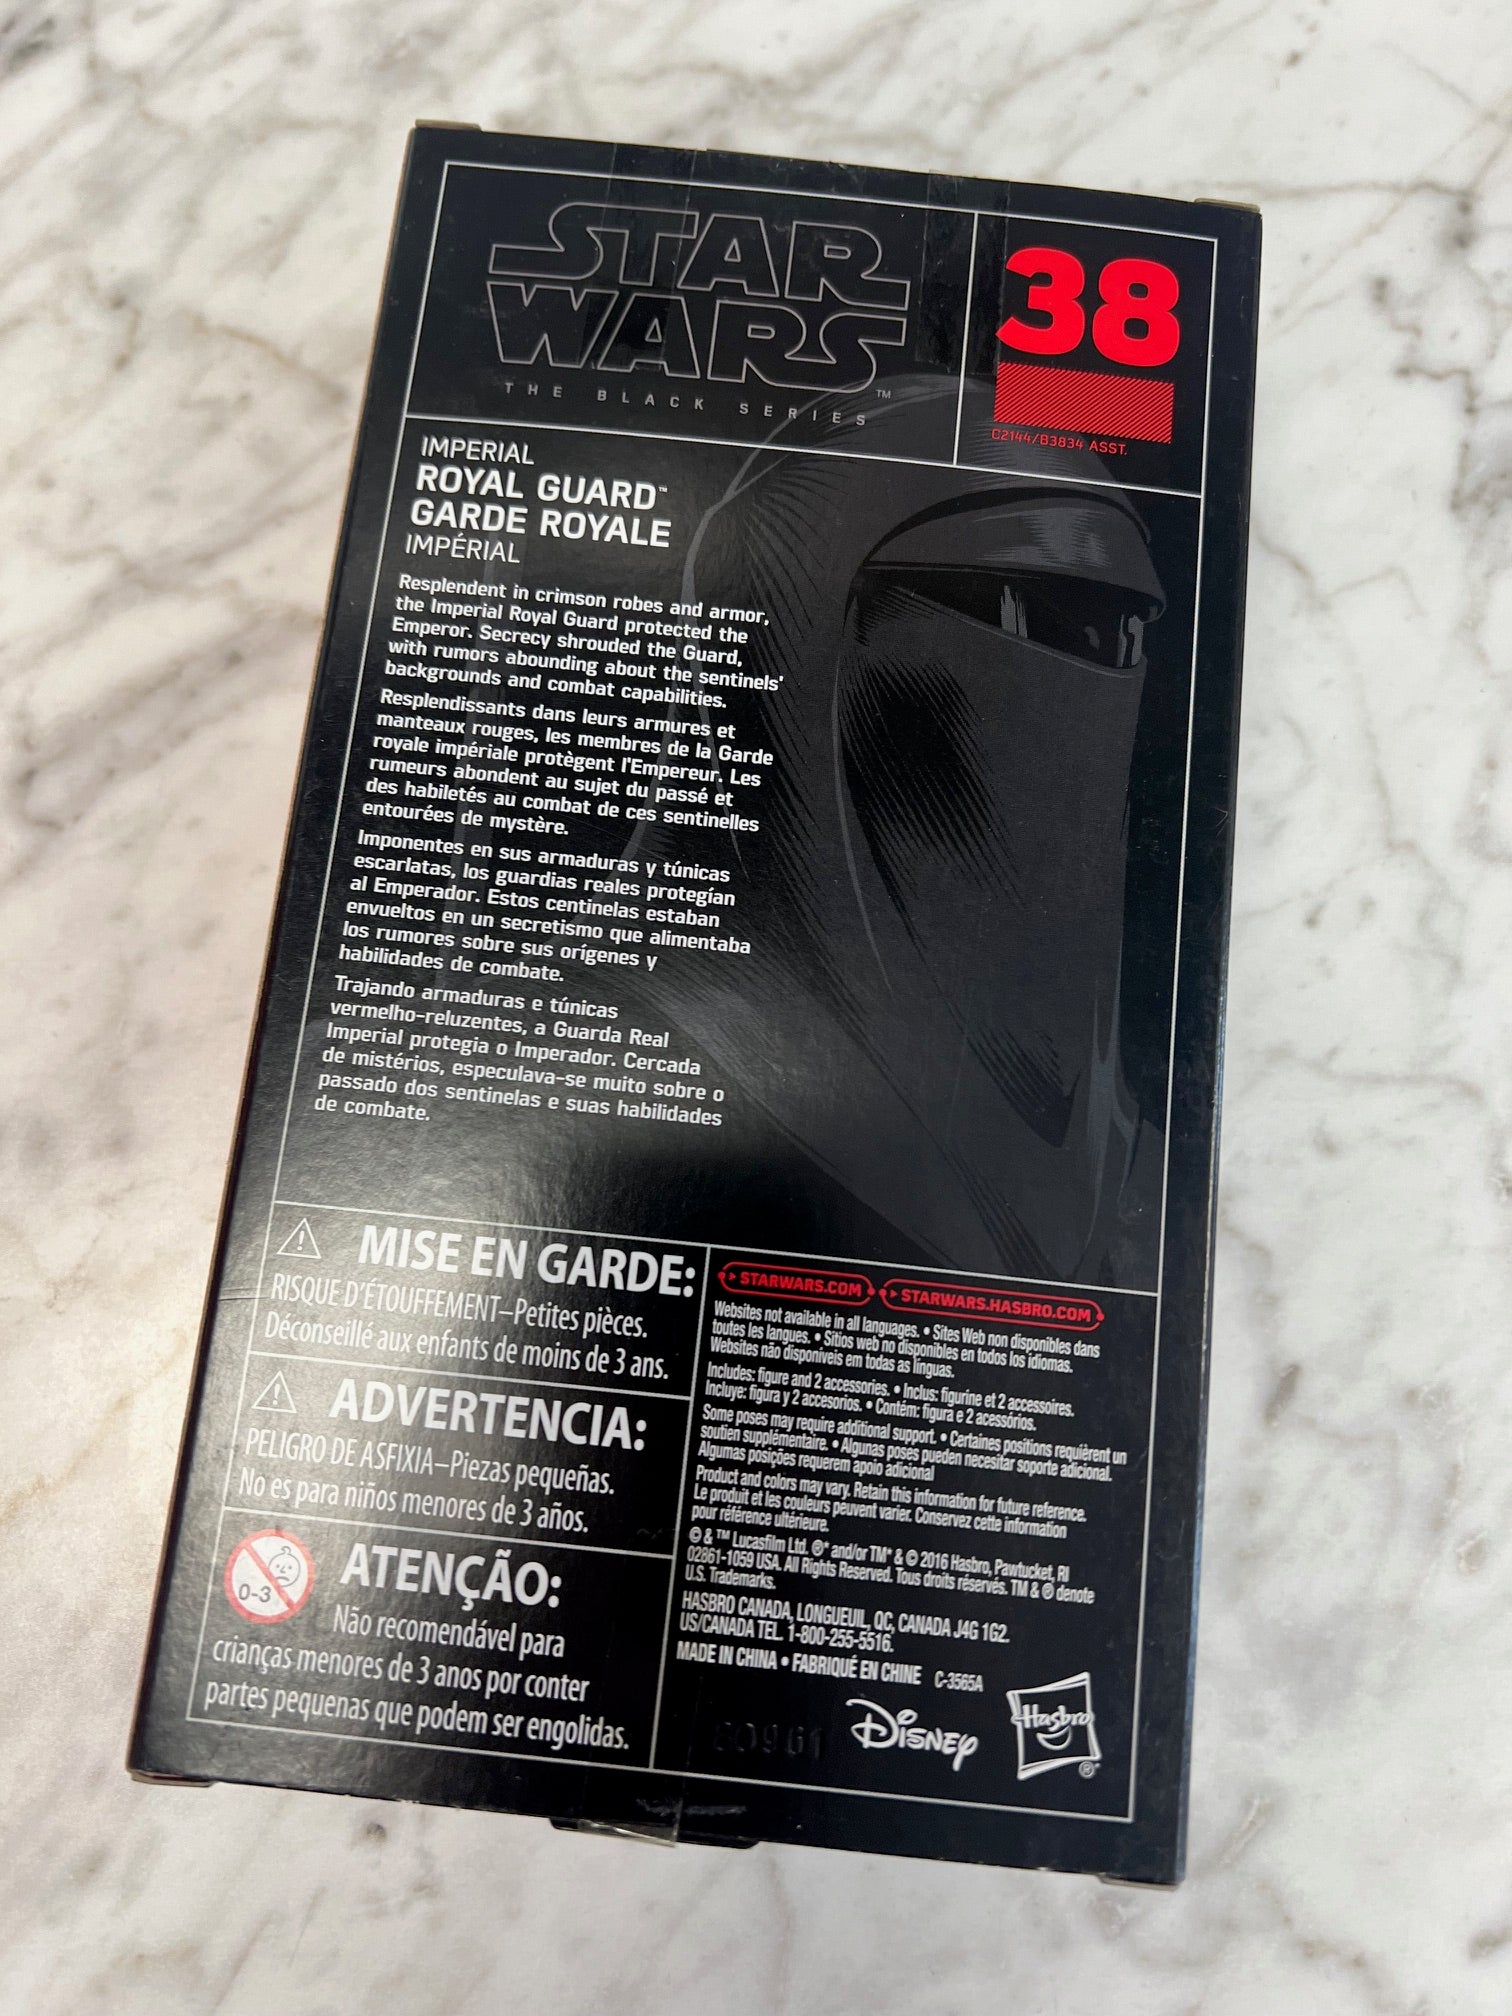 STAR
WARS
™
THE BLACK SERIES
38
C2144/B3834 ASST.
IMPERIAL
ROYAL GUARD™
GARDE ROYALE
IMPÉRIAL
Resplendent in crimson robes and armor,
the Imperial Royal Guard protected the
Emperor. Secrecy shrouded the Guard,
with rumors abounding about the sentinels'
backgrounds and combat capabilities.
Resplendissants dans leurs armures et
manteaux rouges, les membres de la Garde
royale impériale protègent l'Empereur. Les
rumeurs abondent au sujet du passé et
des habiletés au combat de ces sentinelles
entourées de mystère.
Imponentes en sus armaduras y túnicas
escarlatas, los guardias reales protegían
al Emperador. Estos centinelas estaban
envueltos en un secretismo que alimentaba
los rumores sobre sus orígenes y
habilidades de combate.
Trajando armaduras e túnicas
vermelho-reluzentes, a Guarda Real
Imperial protegia o Imperador. Cercada
de mistérios, especulava-se muito sobre o
passado dos sentinelas e suas habilidades
de combate.
MISE EN GARDE:
RISQUE D'ÉTOUFFEMENT–Petites pièces.
Déconseille aux enfants de moins de 3 ans.
ADVERTENCIA:
PELIGRO DE ASFIXIA–Piezas pequeñas.
No es para niños menores de 3 años.
0-3
ATENÇÃO:
Não recomendável para
crianças menores de 3 anos por conter
partes pequenas que podem ser engolidas.
STARWARS.COM STARWARS.HASBRO.COM
Websites not available in all languages. • Sites Web non disponibles dans
toutes les langues. • Sitios web no disponibles en todos los idiomas.
Websites não disponíveis em todas as línguas.
Includes: figure and 2 accessories. • Inclus: figurine et 2 accessoires.
Incluye: figura y 2 accesorios. • Contém: figura e 2 acessórios.
Some poses may require additional support. • Certaines positions requièrent un
soutien supplémentaire. • Algunas poses pueden necesitar soporte adicional.
Algumas posições requerem apoio adicional
Product and colors may vary. Retain this information for future reference.
Le produit et les couleurs peuvent varier. Conservez cette information
pour référence ultérieure.
© & ™ Lucasfilm Ltd. ®* and/or TM* & © 2016 Hasbro, Pawtucket, RI
02861-1059 USA. All Rights Reserved. Tous droits réservés. TM & ® denote
U.S. Trademarks.
HASBRO CANADA, LONGUEUIL, QC, CANADA J4G 1G2.
US/CANADA TEL. 1-800-255-5516.
MADE IN CHINA • FABRIQUÉ EN CHINE C-3565A
Disney
Hasbro
®*